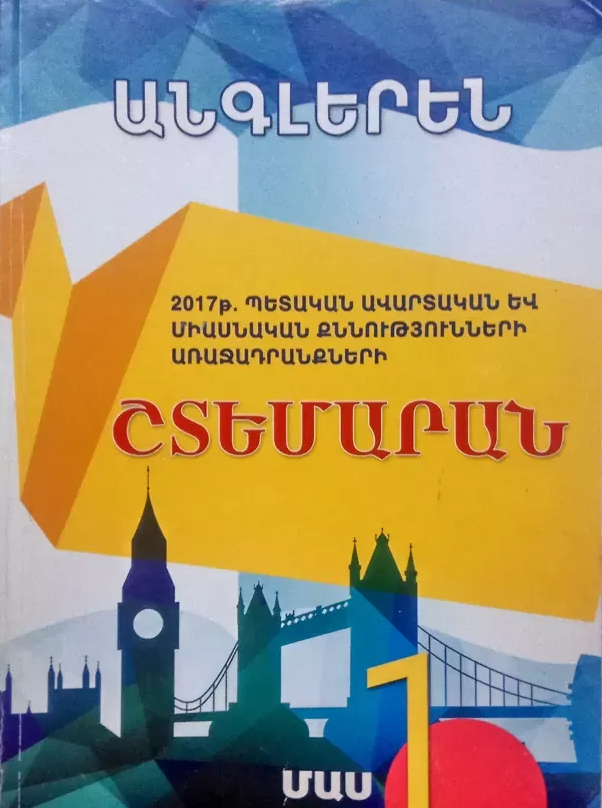 ԱՆԳԼԵՐԵՆ
2017թ. ՊԵՏԱԿԱՆ ԱՎԱՐՏԱԿԱՆ ԵՎ
ՄԻԱՍՆԱԿԱՆ ՔՆՆՈՒԹՅՈՒՆՆԵՐԻ
ԱՌԱՋԱԴՐԱՆՔՆԵՐԻ
ՇՏԵՄԱՐԱՆ
ՄԱՍ 1